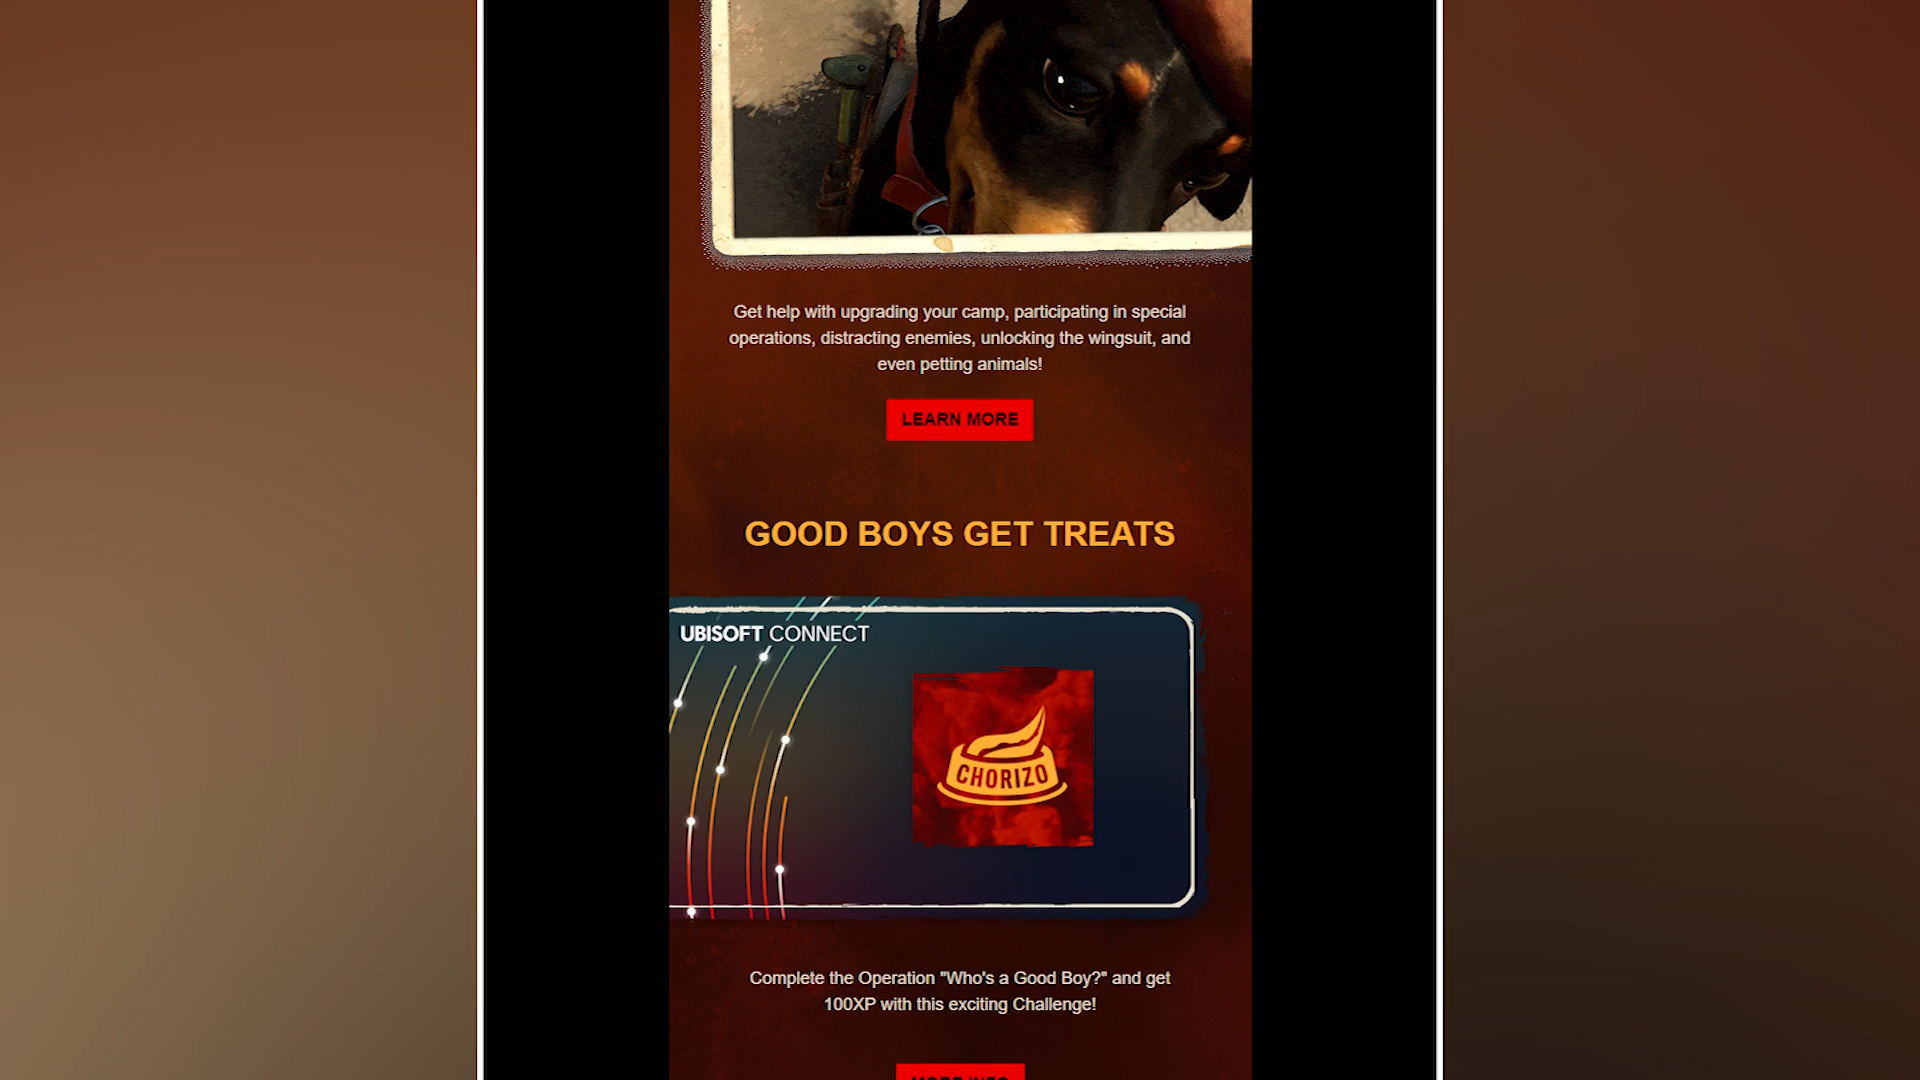 Get help with upgrading your camp, participating in special
operations, distracting enemies, unlocking the wingsuit, and
even petting animals!
LEARN MORE
GOOD BOYS GET TREATS
UBISOFT CONNECT
CHORIZO
Complete the Operation "Who's a Good Boy?" and get
100XP with this exciting Challenge!
MORE INFO